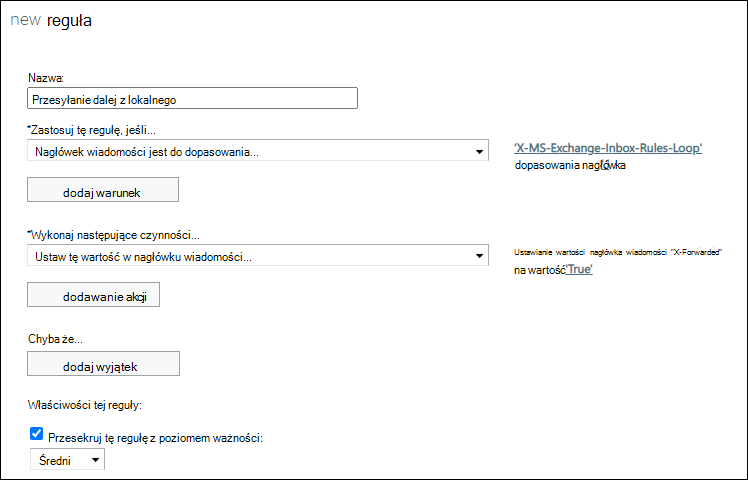 new reguła
Nazwa:
Przesyłanie dalej z lokalnego
*Zastosuj tę regułę, jeśli...
Nagłówek wiadomości jest do dopasowania...
'X-MS-Exchange-Inbox-Rules-Loop'
dopasowania nagłówka
dodaj warunek
*Wykonaj następujące czynności...
Ustaw tę wartość w nagłówku wiadomości...
Ustawianie wartości nagłówka wiadomości "X-Forwarded"
na wartość'True'
dodawanie akcji
Chyba że...
dodaj wyjątek
Właściwości tej reguły:
Przesekruj tę regułę z poziomem ważności:
Średni